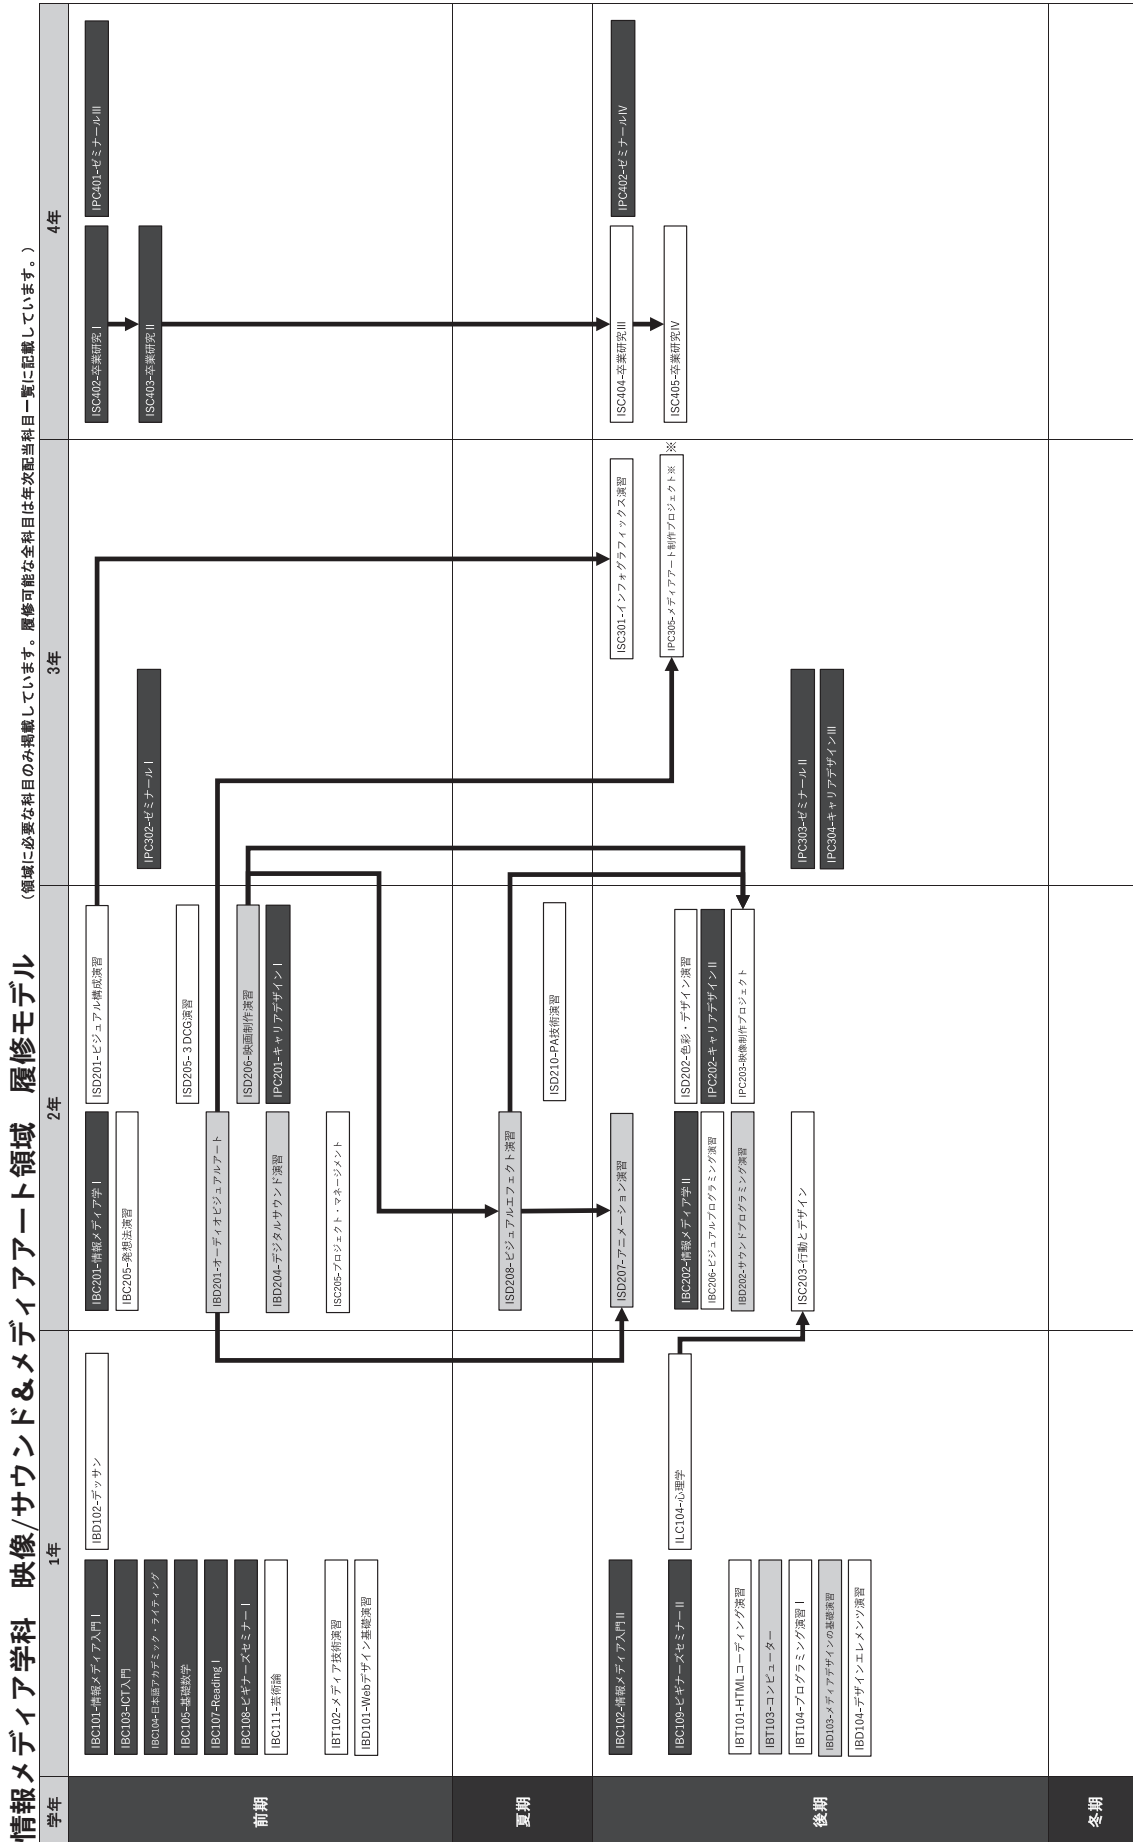 情報メディア学科　映像/サウンド＆メディアアート領域　履修モデル　（領域に必要な科目のみ掲載しています。履修可能な全科目は年次配当科目一覧に記載しています。）
学年
1年
2年
3年
4年
前期
IBC101-情報メディア入門Ⅰ
IBC103-ICT入門
IBC104-日本語アカデミック・ライティング
IBC105-基礎数学
IBC107-Reading Ⅰ
IBC108-ビギナーズセミナーⅠ
IBC111-芸術論
IBT102-メディア技術演習
IBD101-Webデザイン基礎演習
IBD102-デッサン
IBC201-情報メディア学Ⅰ
IBC205-発想法演習
IBD201-オーディオビジュアルアート
IBD204-デジタルサウンド演習
ISC205-プロジェクト・マネージメント
ISD201-ビジュアル構成演習
ISD205-３DCG演習
ISD206-映画制作演習
IPC201-キャリアデザインⅠ
IPC302-ゼミナールⅠ
ISC402-卒業研究Ⅰ
ISC403-卒業研究Ⅱ
IPC401-ゼミナールⅢ
夏期
ISD208-ビジュアルエフェクト演習
ISD210-PA技術演習
後期
IBC102-情報メディア入門Ⅱ
IBC109-ビギナーズセミナーⅡ
IBT101-HTMLコーディング演習
IBT103-コンピューター
IBT104-プログラミング演習Ⅰ
IBD103-メディアデザインの基礎演習
IBD104-デザインエレメンツ演習
ILC104-心理学
ISD207-アニメーション演習
IBC202-情報メディア学Ⅱ
IBC206-ビジュアルプログラミング演習
IBD202-サウンドプログラミング演習
ISC203-行動とデザイン
ISD202-色彩・デザイン演習
IPC202-キャリアデザインⅡ
IPC203-映像制作プロジェクト
ISC301-インフォグラフィックス演習
IPC305-メディアアート制作プロジェクト※
※
IPC303-ゼミナールⅡ
IPC304-キャリアデザインⅢ
ISC404-卒業研究Ⅲ
ISC405-卒業研究Ⅳ
IPC402-ゼミナールⅣ
冬期